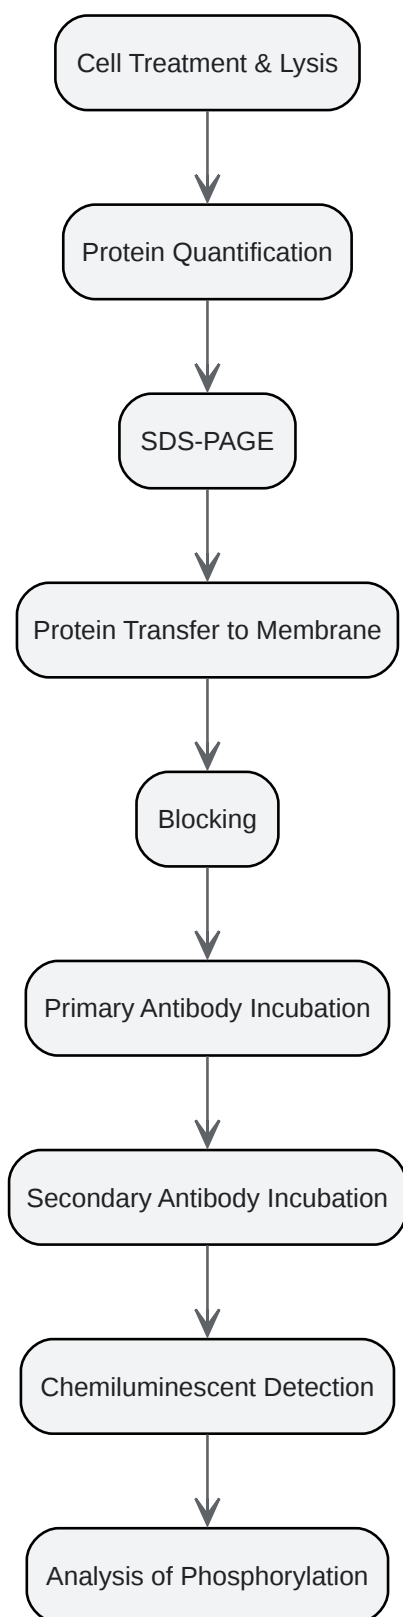 Cell Treatment & Lysis
Protein Quantification
SDS-PAGE
Protein Transfer to Membrane
Blocking
Primary Antibody Incubation
Secondary Antibody Incubation
Chemiluminescent Detection
Analysis of Phosphorylation